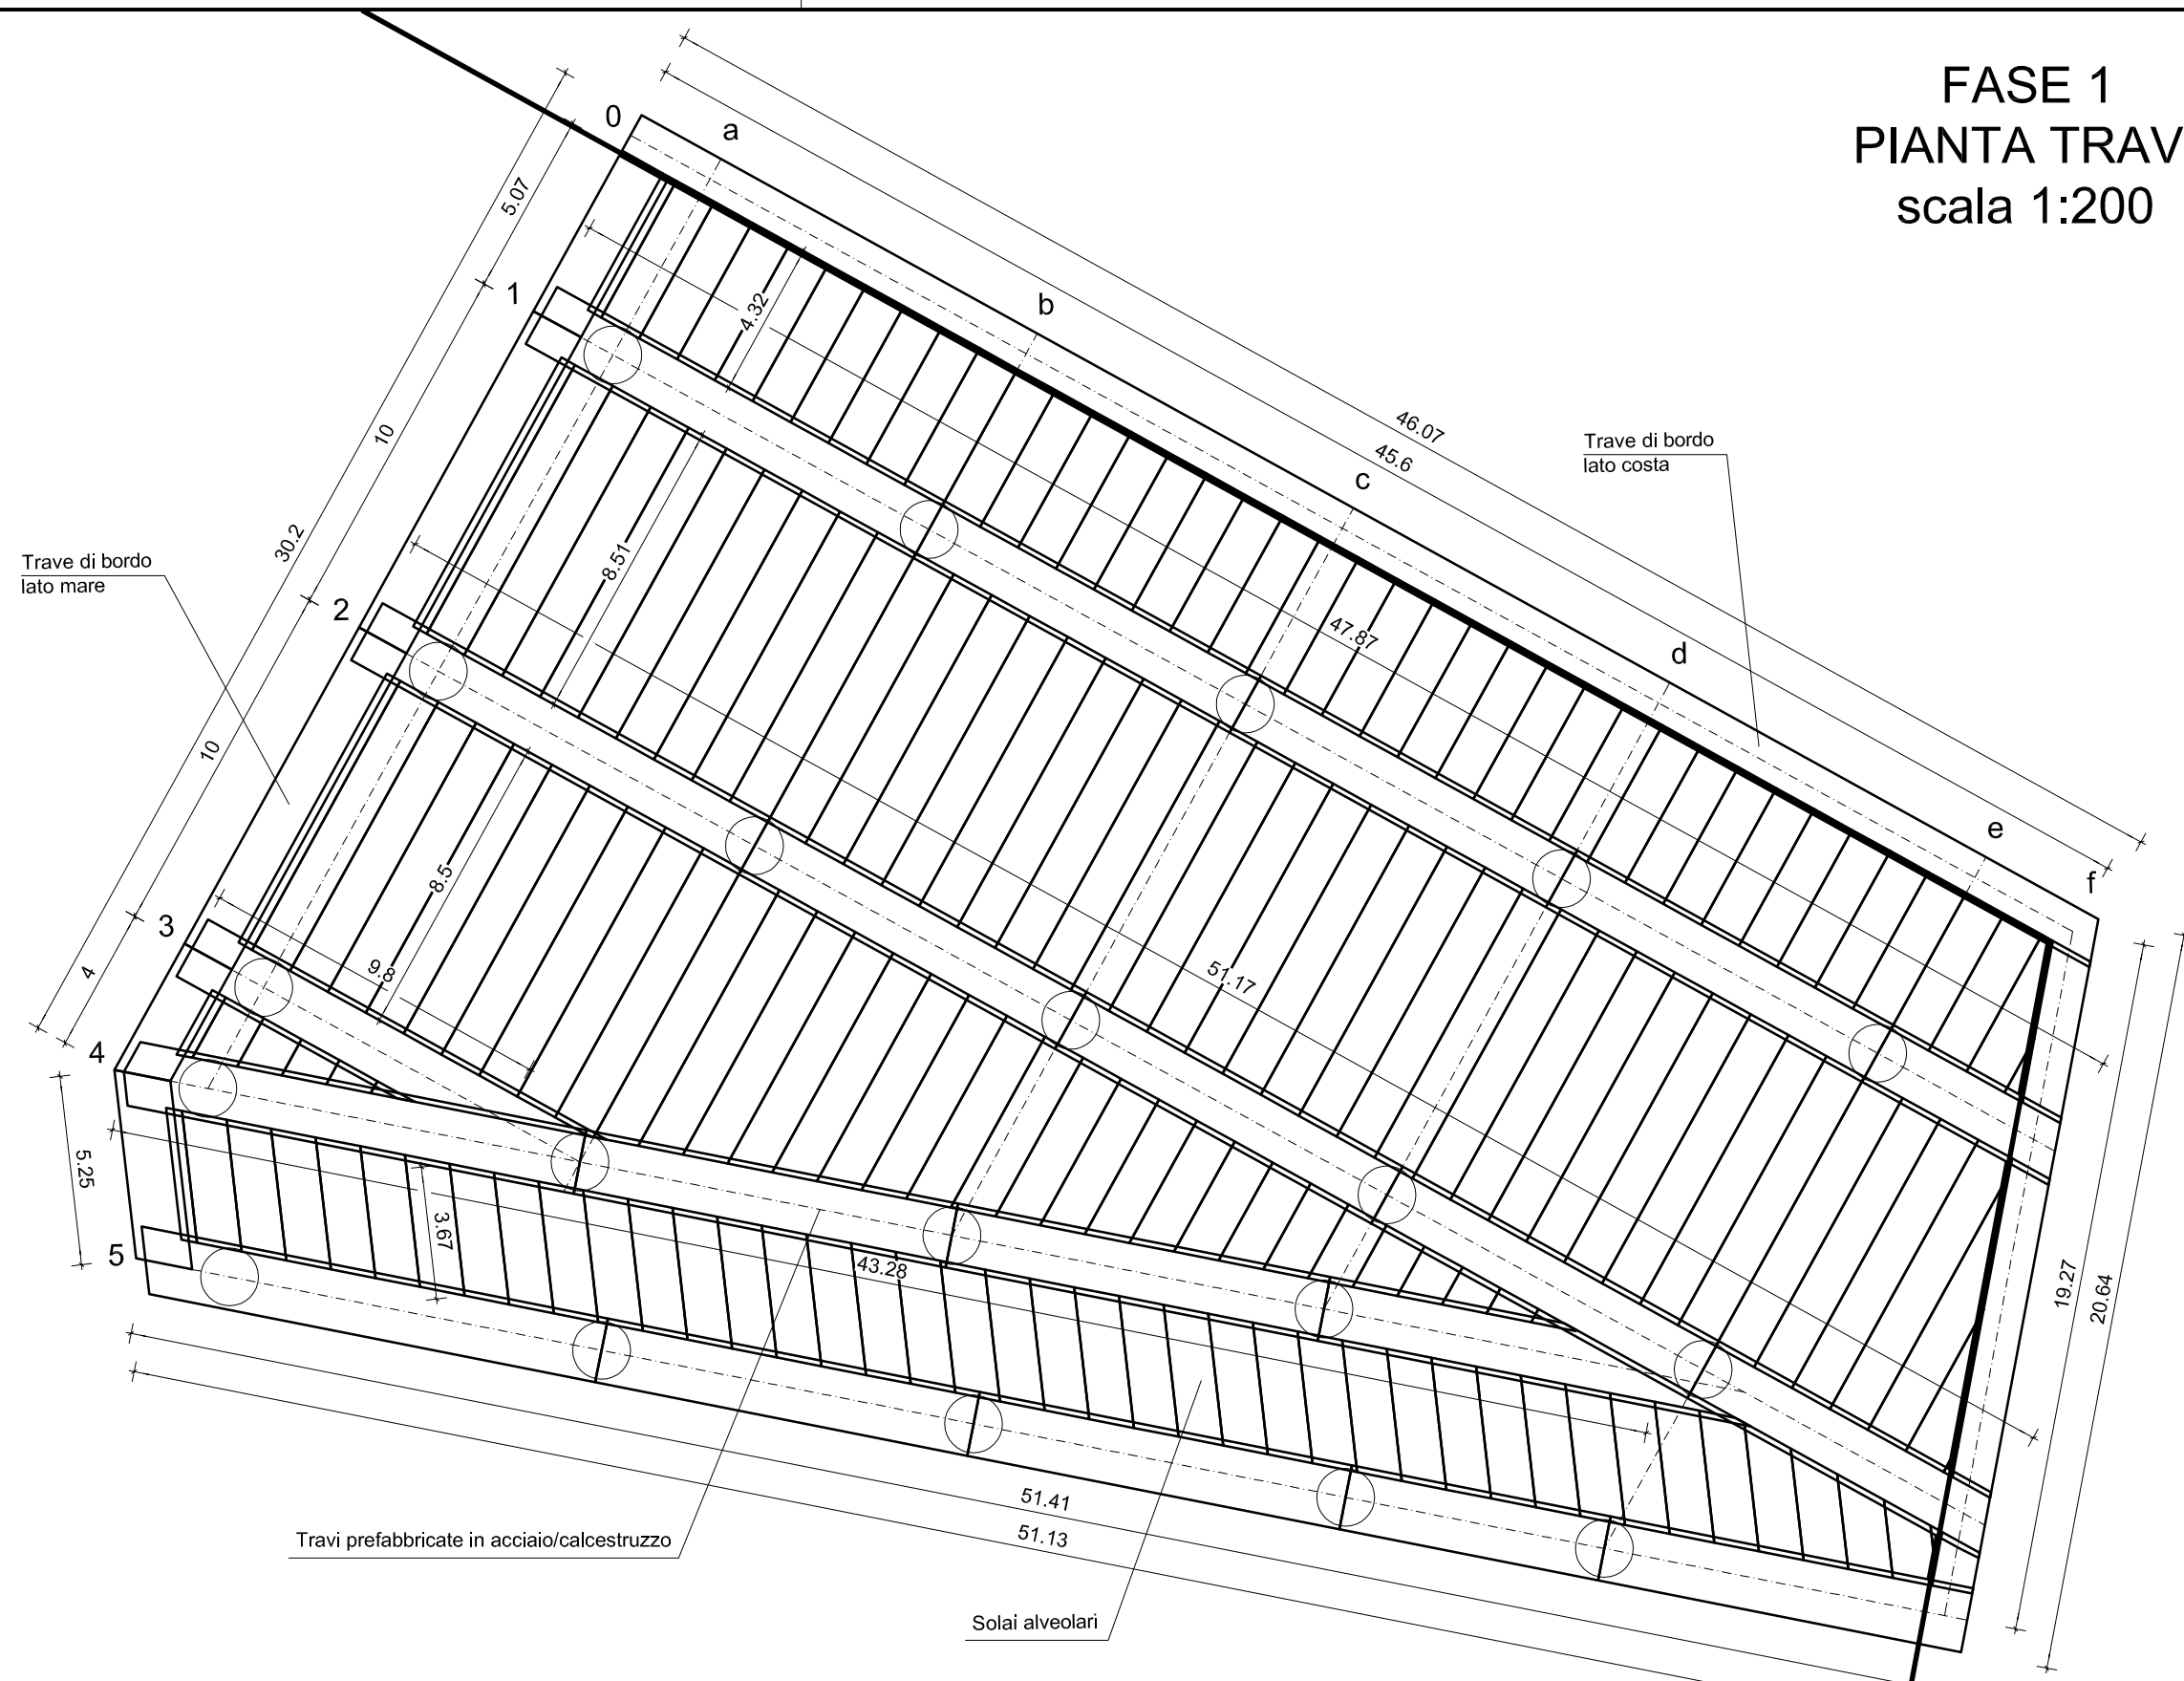 FASE 1
PIANTA TRAV
scala 1:200
0
a
5.07
1
b
4.32
46.07
45.6
Trave di bordo
lato costa
10
c
30.2
8.51
Trave di bordo
lato mare
2
47.87
d
10
e
8.5
f
3
9.8
51.17
4
4
5.25
3.67
5
43.28
19.27
20.64
51.41
51.13
Travi prefabbricate in acciaio/calcestruzzo
Solai alveolari